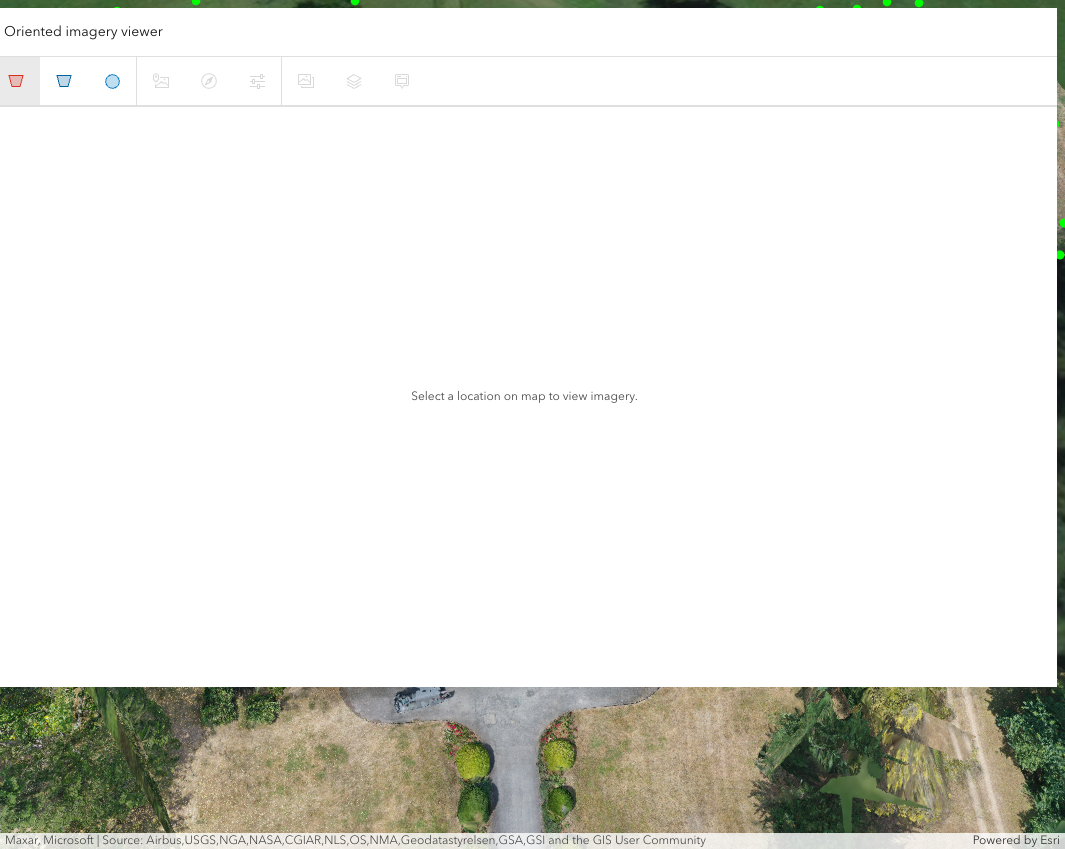 Oriented imagery viewer
Select a location on map to view imagery.
Maxar, Microsoft | Source: Airbus,USGS,NGA,NASA,CGIAR,NLS,OS,NMA,Geodatastyrelsen,GSA,GSI and the GIS User Community
Powered by Esri